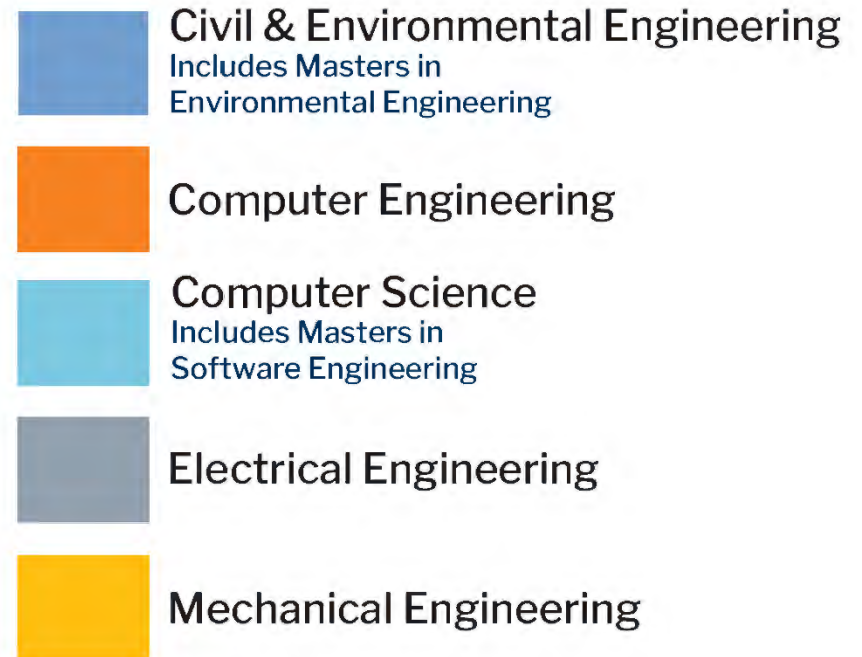 Civil & Environmental Engineering
Includes Masters in
Environmental Engineering
Computer Engineering
Computer Science
Includes Masters in
Software Engineering
Electrical Engineering
Mechanical Engineering